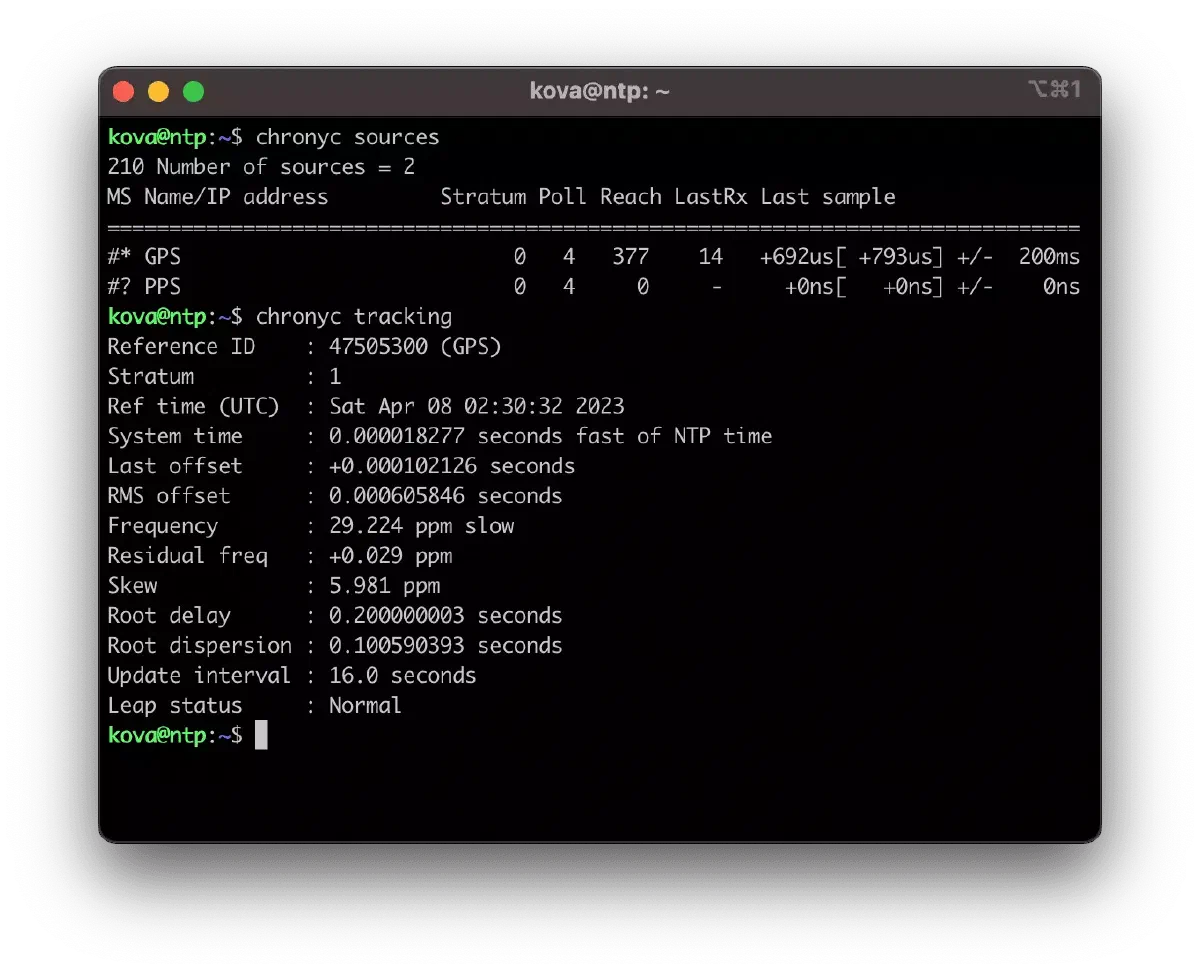 kova@ntp: ~ ⌥⌘1
kova@ntp:~$ chronyc sources
210 Number of sources = 2
MS Name/IP address         Stratum Poll Reach LastRx Last sample
===============================================================================
#* GPS                           0   4   377    14   +692us[ +793us] +/-  200ms
#? PPS                           0   4     0     -     +0ns[   +0ns] +/-    0ns
kova@ntp:~$ chronyc tracking
Reference ID    : 47505300 (GPS)
Stratum         : 1
Ref time (UTC)  : Sat Apr 08 02:30:32 2023
System time     : 0.000018277 seconds fast of NTP time
Last offset     : +0.000102126 seconds
RMS offset      : 0.000605846 seconds
Frequency       : 29.224 ppm slow
Residual freq   : +0.029 ppm
Skew            : 5.981 ppm
Root delay      : 0.200000003 seconds
Root dispersion : 0.100590393 seconds
Update interval : 16.0 seconds
Leap status     : Normal
kova@ntp:~$